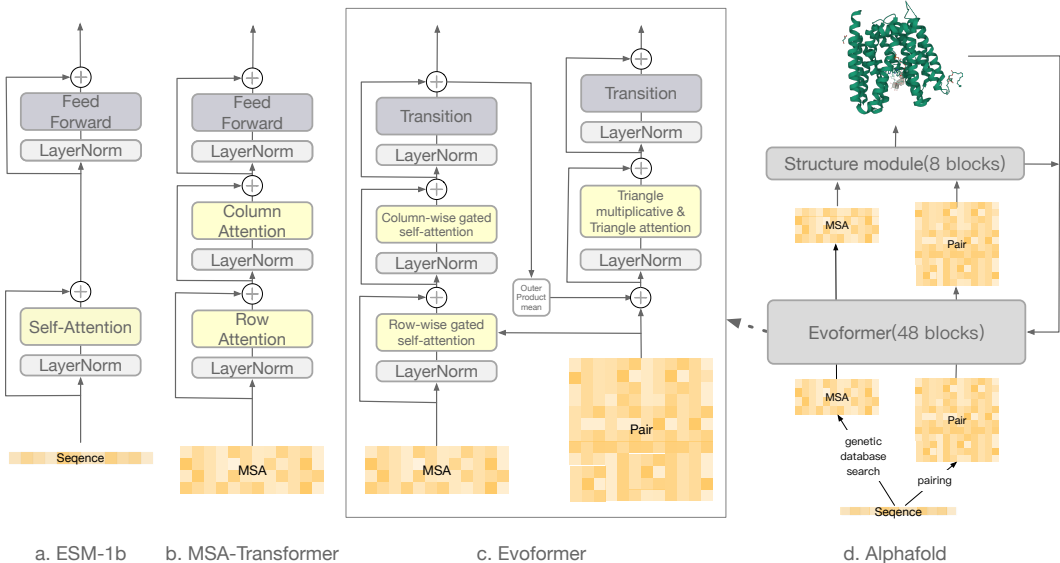 Feed
Forward
LayerNorm
Self-Attention
LayerNorm
Seqence
a. ESM-1b
Feed
Forward
LayerNorm
Column
Attention
LayerNorm
Row
Attention
LayerNorm
MSA
b. MSA-Transformer
Transition
LayerNorm
Column-wise gated
self-attention
LayerNorm
Row-wise gated
self-attention
LayerNorm
MSA
Outer
Product
mean
Transition
LayerNorm
Triangle
multiplicative &
Triangle attention
LayerNorm
Pair
c. Evoformer
Structure module(8 blocks)
MSA
Pair
Evoformer(48 blocks)
MSA
Pair
genetic
database
search
pairing
Seqence
d. Alphafold